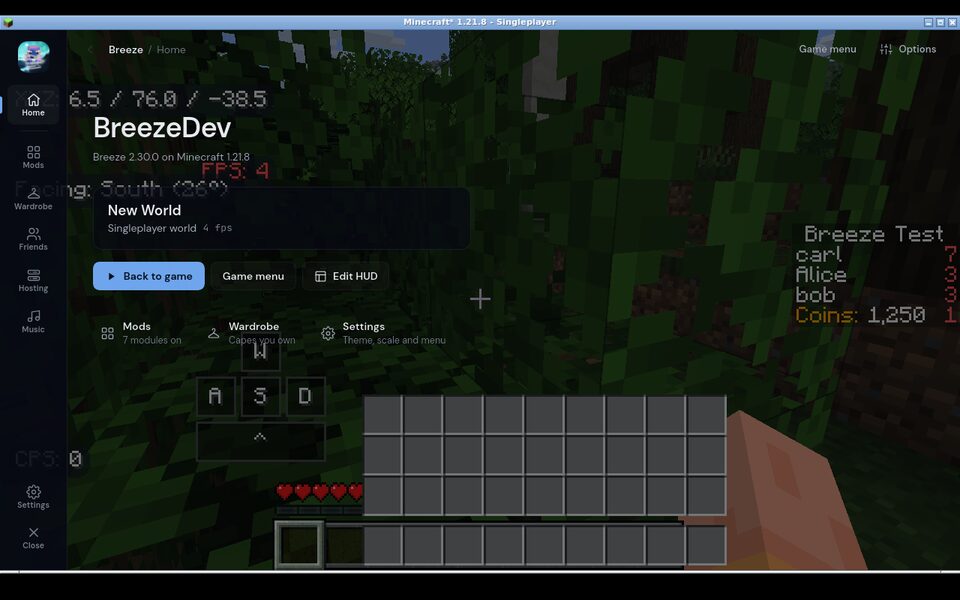 Minecraft* 1.21.8 - Singleplayer
Breeze / Home
Game menu
Options
6.5 / 76.0 / -38.5
Home
BreezeDev
Breeze 2.30.0 on Minecraft 1.21.8
FPS: 4
Mods
Facing: South (26°)
Wardrobe
New World
Singleplayer world 4 fps
Friends
Breeze Test
carl 7
Alice 3
bob 3
Coins: 1,250 1
Back to game
Game menu
Edit HUD
Hosting
Music
Mods
7 modules on
Wardrobe
Capes you own
Settings
Theme, scale and menu
W
A S D
^
CPS: 0
Settings
Close